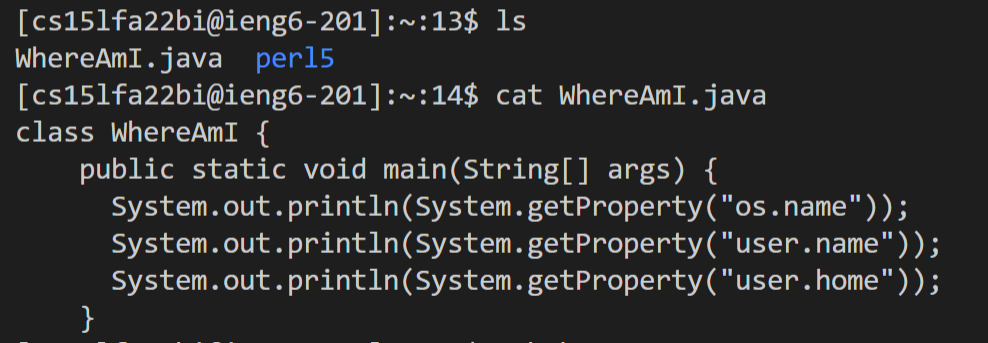 [cs15lfa22bi@ieng6-201]:~:13$ ls
WhereAmI.java  perl5
[cs15lfa22bi@ieng6-201]:~:14$ cat WhereAmI.java
class WhereAmI {
    public static void main(String[] args) {
      System.out.println(System.getProperty("os.name"));
      System.out.println(System.getProperty("user.name"));
      System.out.println(System.getProperty("user.home"));
    }